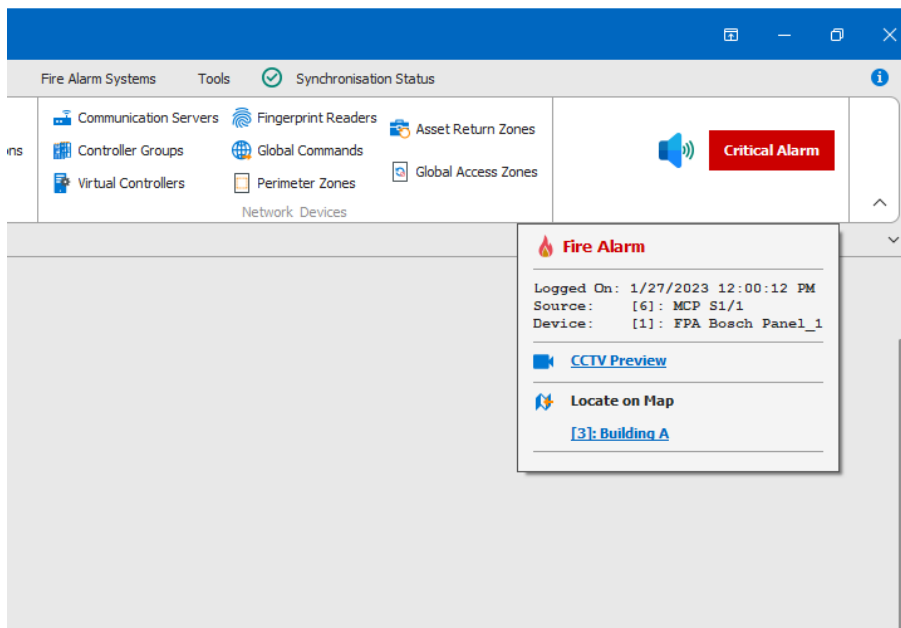 Fire Alarm Systems Tools Synchronisation Status
Communication Servers Fingerprint Readers Asset Return Zones
Controller Groups Global Commands
Virtual Controllers Perimeter Zones Global Access Zones
Network Devices
Critical Alarm
Fire Alarm
Logged On: 1/27/2023 12:00:12 PM
Source: [6]: MCP S1/1
Device: [1]: FPA Bosch Panel_1
CCTV Preview
Locate on Map
[3]: Building A